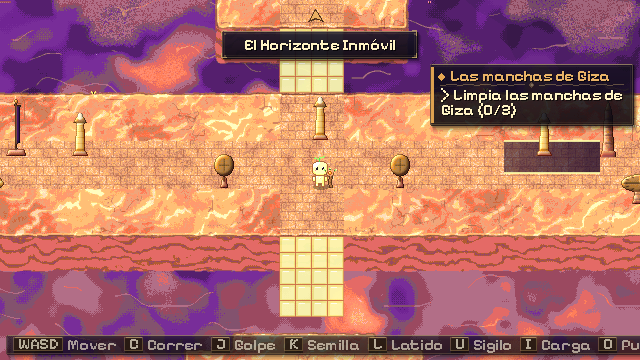 El Horizonte Inmóvil
Las manchas de Giza
Limpia las manchas de
Giza (0/3)
WASD Mover C Correr J Golpe K Semilla L Latido U Sigilo I Carga O Pu